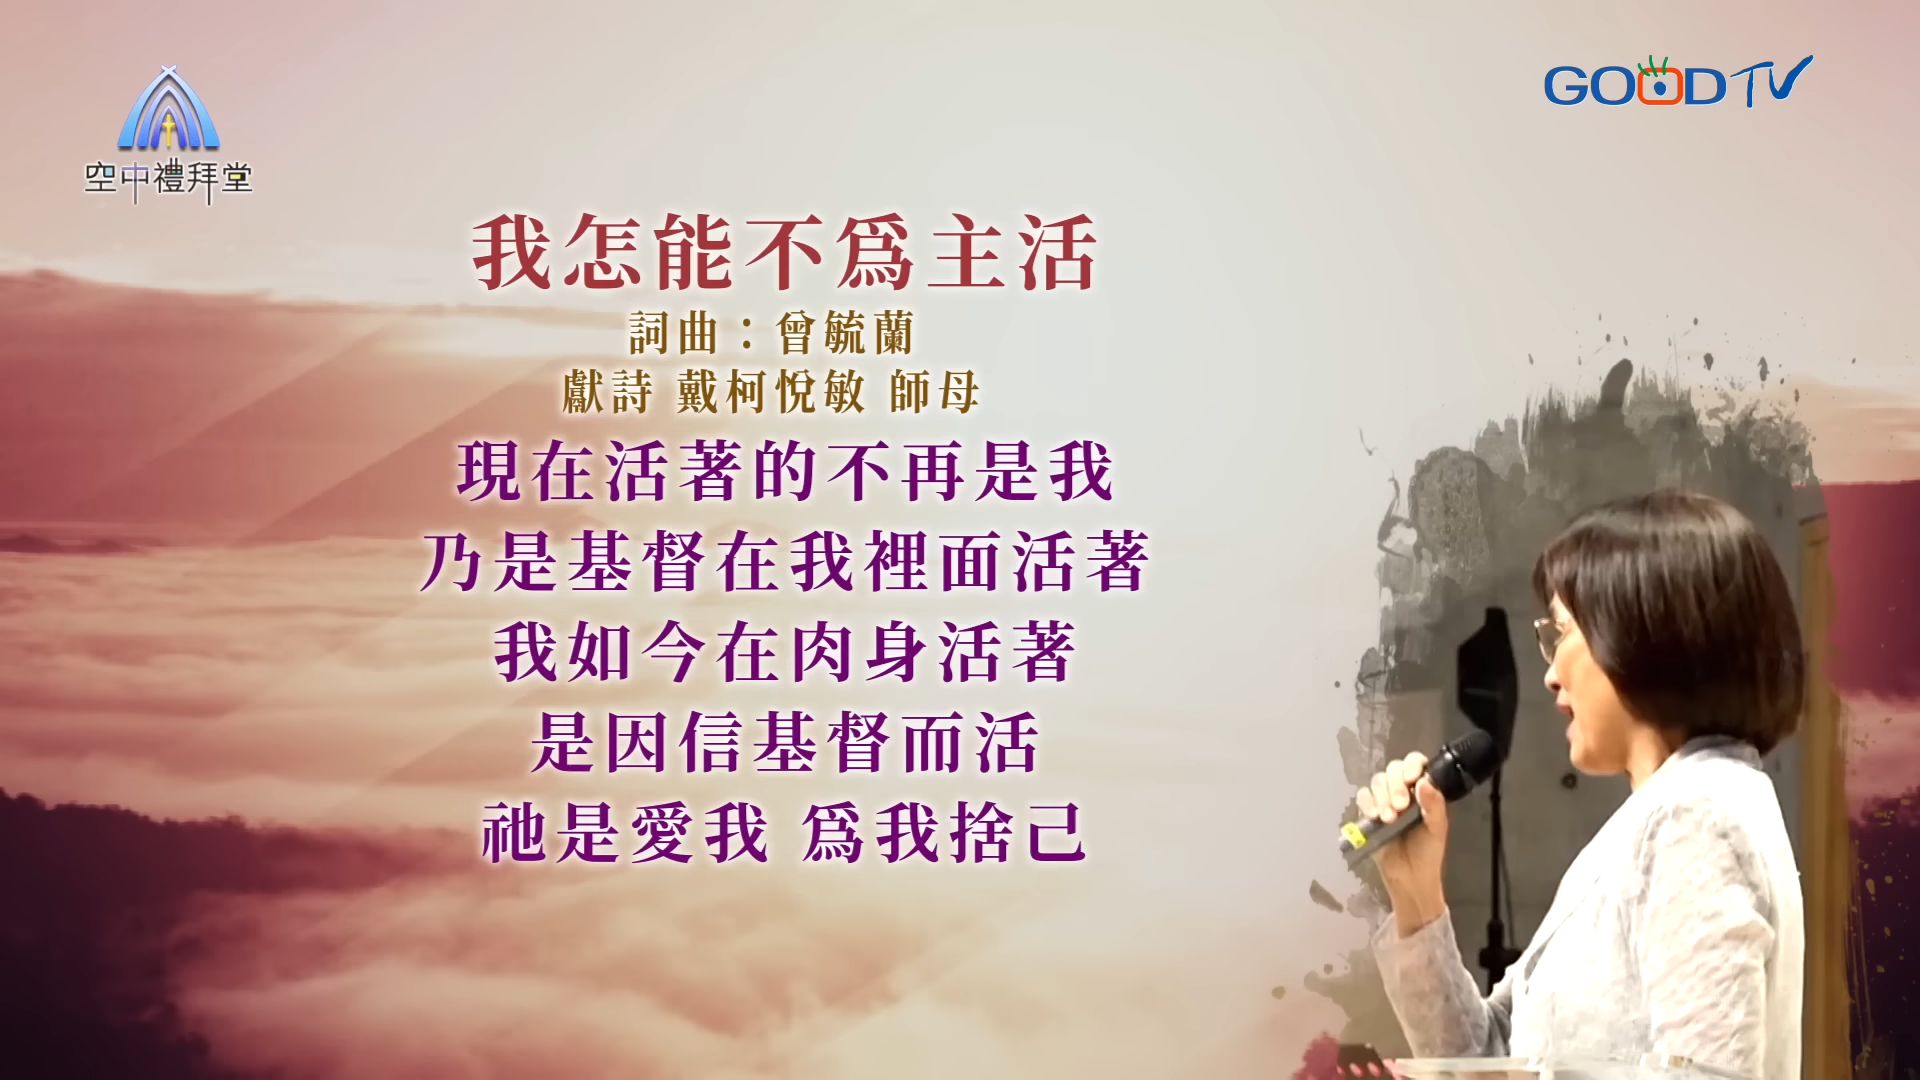 空中禮拜堂
GOOD TV
我怎能不爲主活
詞曲：曾毓蘭
獻詩 戴柯悅敏 師母
現在活著的不再是我
乃是基督在我裡面活著
我如今在肉身活著
是因信基督而活
祂是愛我 爲我捨己